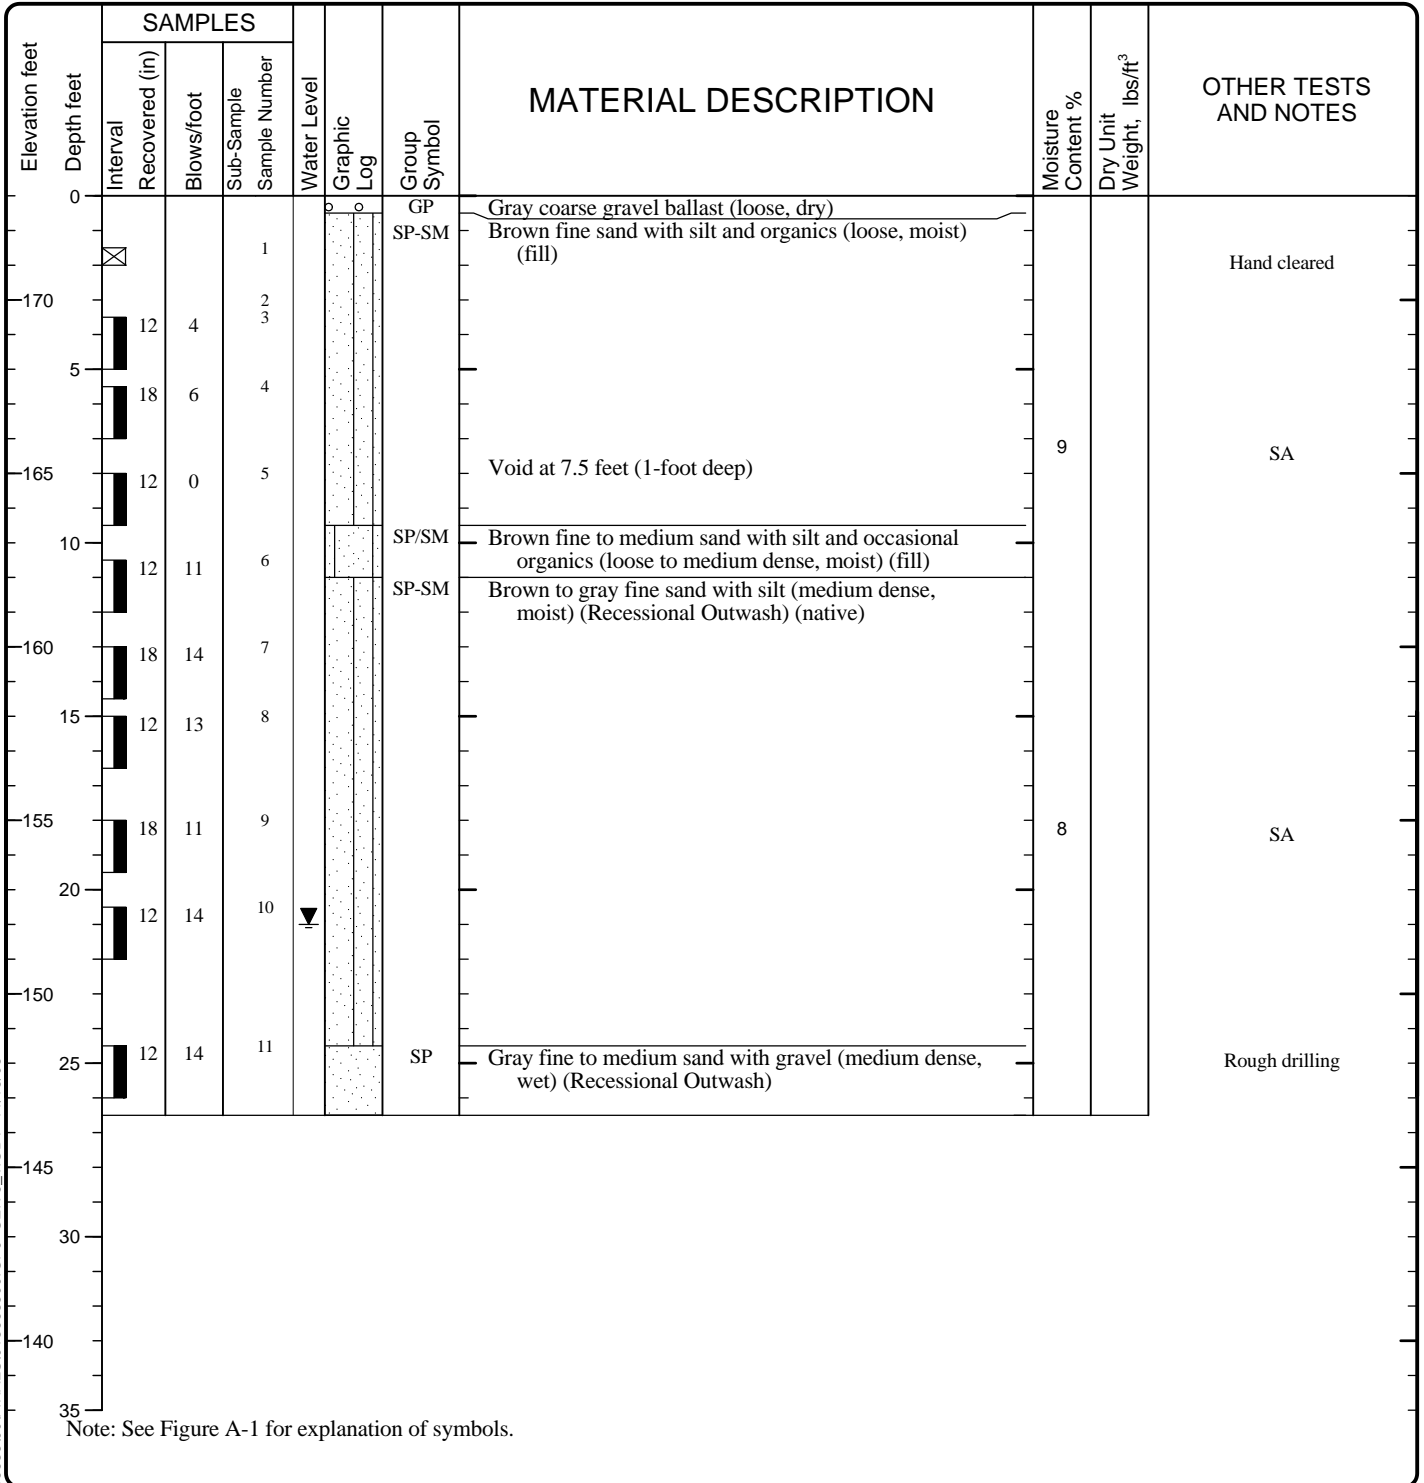 SAMPLES
Elevation feet
Depth feet
Interval
Recovered (in)
Blows/foot
Sub-Sample
Sample Number
Water Level
Graphic
Log
Group
Symbol
MATERIAL DESCRIPTION
Moisture
Content %
Dry Unit
Weight, lbs/ft³
OTHER TESTS
AND NOTES
0
GP
Gray coarse gravel ballast (loose, dry)
SP-SM
Brown fine sand with silt and organics (loose, moist)
(fill)
1
Hand cleared
170
2
3
12 4
5
18 6 4
9
SA
165
12 0 5
Void at 7.5 feet (1-foot deep)
SP/SM
Brown fine to medium sand with silt and occasional
organics (loose to medium dense, moist) (fill)
10
12 11 6
SP-SM
Brown to gray fine sand with silt (medium dense,
moist) (Recessional Outwash) (native)
160
18 14 7
15
12 13 8
155
18 11 9
8
SA
20
12 14 10
150
12 14 11
SP
Gray fine to medium sand with gravel (medium dense,
wet) (Recessional Outwash)
25
Rough drilling
145
30
140
35
Note: See Figure A-1 for explanation of symbols.